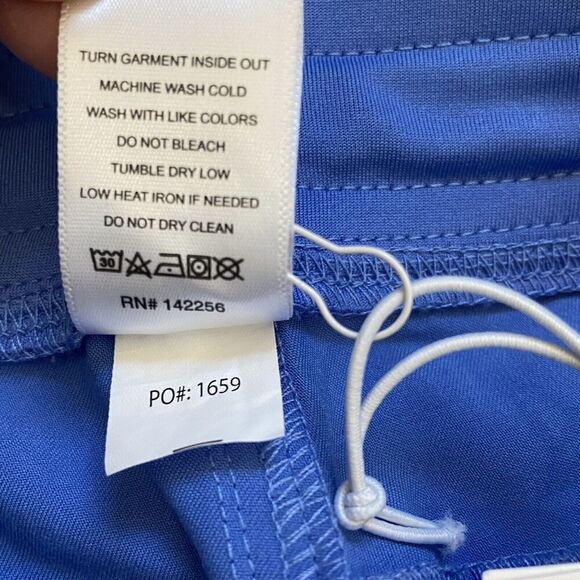 TURN GARMENT INSIDE OUT
MACHINE WASH COLD
WASH WITH LIKE COLORS
DO NOT BLEACH
TUMBLE DRY LOW
LOW HEAT IRON IF NEEDED
DO NOT DRY CLEAN
30
RN# 142256
PO#: 1659